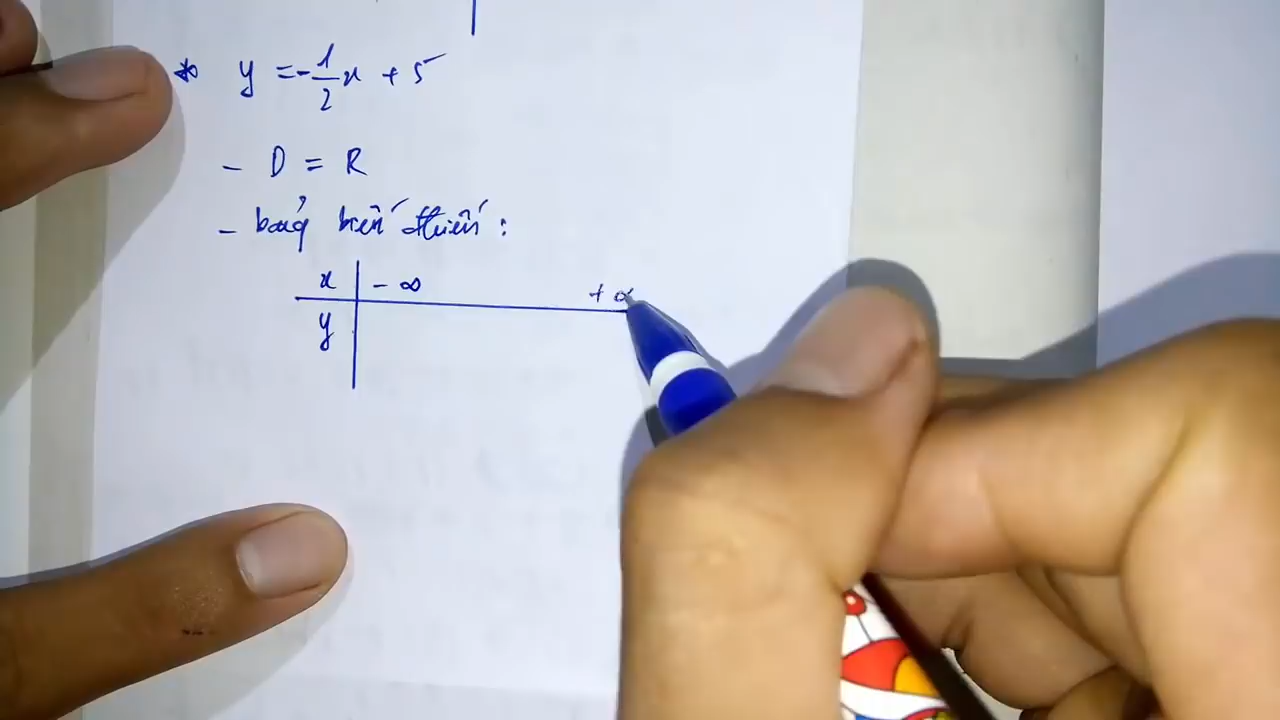 * y = -1/2 x + 5
- D = R
- bảng biến thiên :
x | - ∞ + ∞
y |